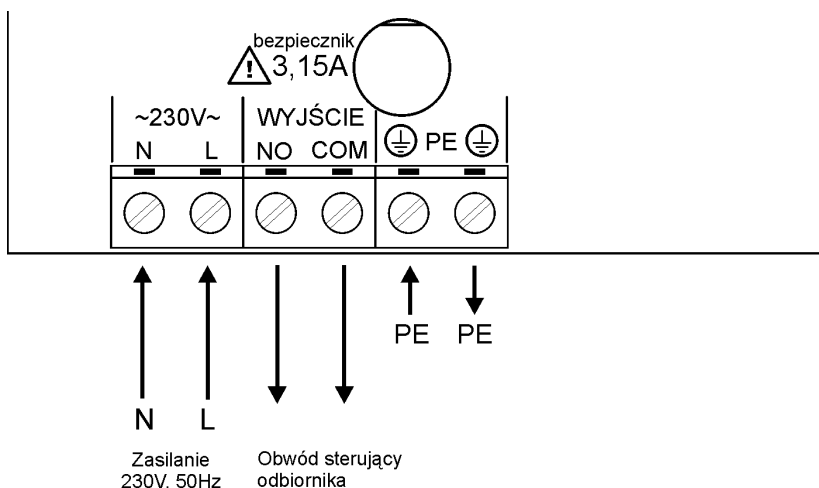 bezpiecznik
3,15A
~230V~ WYJŚCIE
N L NO COM PE
PE PE
N L
Zasilanie Obwód sterujący
230V, 50Hz odbiornika